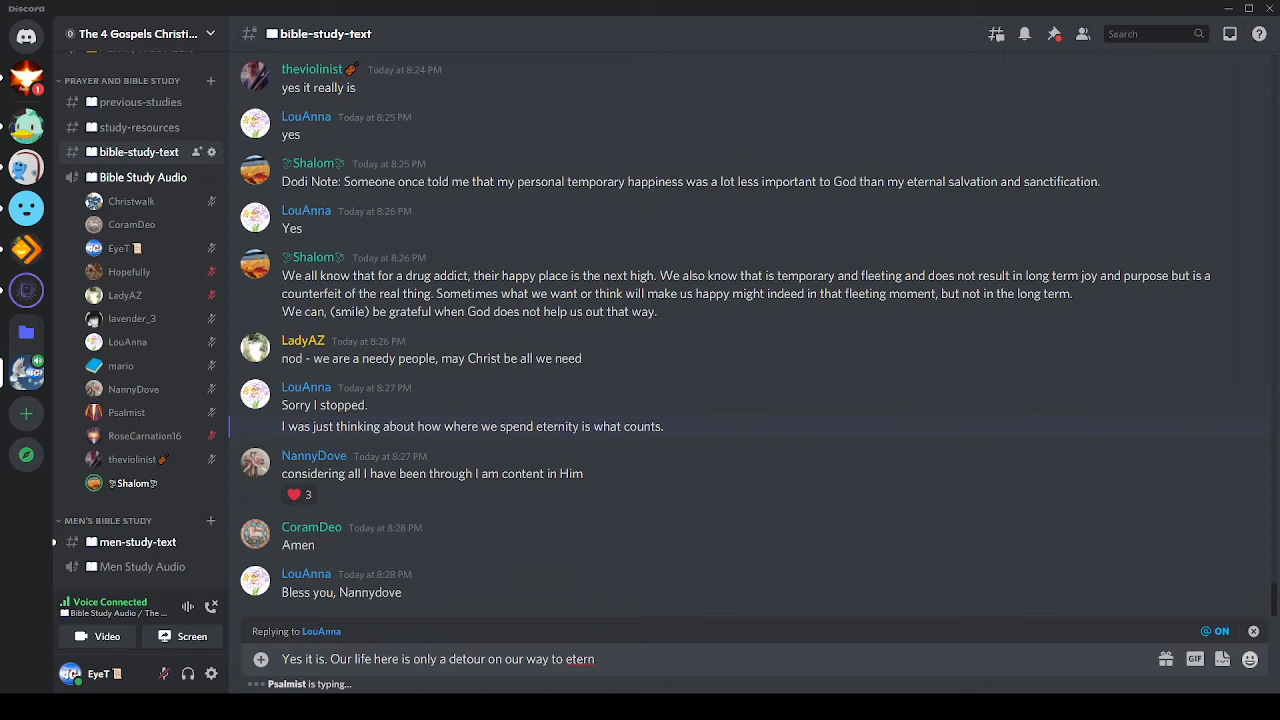 Discord
The 4 Gospels Christi...
bible-study-text
Search
PRAYER AND BIBLE STUDY
previous-studies
study-resources
bible-study-text
Bible Study Audio
Christwalk
CoramDeo
EyeT
Hopefully
LadyAZ
lavender_3
LouAnna
mario
NannyDove
Psalmist
RoseCarnation16
theviolinist
Shalom
MEN'S BIBLE STUDY
men-study-text
Men Study Audio
Voice Connected
Bible Study Audio / The ...
Video
Screen
EyeT
1
theviolinist Today at 8:24 PM
yes it really is
LouAnna Today at 8:25 PM
yes
Shalom Today at 8:25 PM
Dodi Note: Someone once told me that my personal temporary happiness was a lot less important to God than my eternal salvation and sanctification.
LouAnna Today at 8:26 PM
Yes
Shalom Today at 8:26 PM
We all know that for a drug addict, their happy place is the next high. We also know that is temporary and fleeting and does not result in long term joy and purpose but is a
counterfeit of the real thing. Sometimes what we want or think will make us happy might indeed in that fleeting moment, but not in the long term.
We can, (smile) be grateful when God does not help us out that way.
LadyAZ Today at 8:26 PM
nod - we are a needy people, may Christ be all we need
LouAnna Today at 8:27 PM
Sorry I stopped.
I was just thinking about how where we spend eternity is what counts.
NannyDove Today at 8:27 PM
considering all I have been through I am content in Him
3
CoramDeo Today at 8:28 PM
Amen
LouAnna Today at 8:28 PM
Bless you, Nannydove
Replying to LouAnna
@ ON
Yes it is. Our life here is only a detour on our way to etern
GIF
Psalmist is typing...